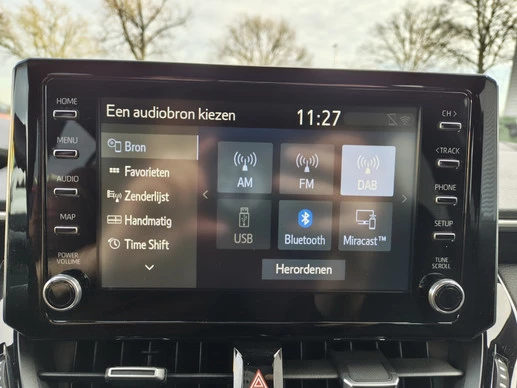 Een audiobron kiezen 11:27
HOME
MENU
AUDIO
MAP
POWER
VOLUME
Bron
Favorieten
Zenderlijst
Handmatig
Time Shift
AM FM DAB
USB Bluetooth Miracast™
Herordenen
CH >
< TRACK
PHONE
SETUP
TUNE
SCROLL